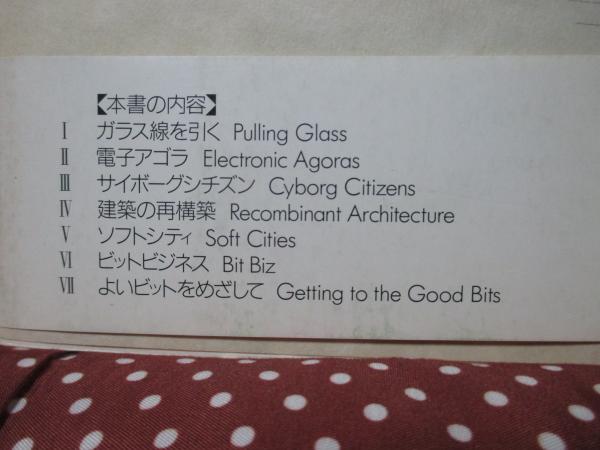 【本書の内容】
Ⅰ ガラス線を引く Pulling Glass
Ⅱ 電子アゴラ Electronic Agoras
Ⅲ サイボーグシチズン Cyborg Citizens
Ⅳ 建築の再構築 Recombinant Architecture
Ⅴ ソフトシティ Soft Cities
Ⅵ ビットビジネス Bit Biz
Ⅶ よいビットをめざして Getting to the Good Bits